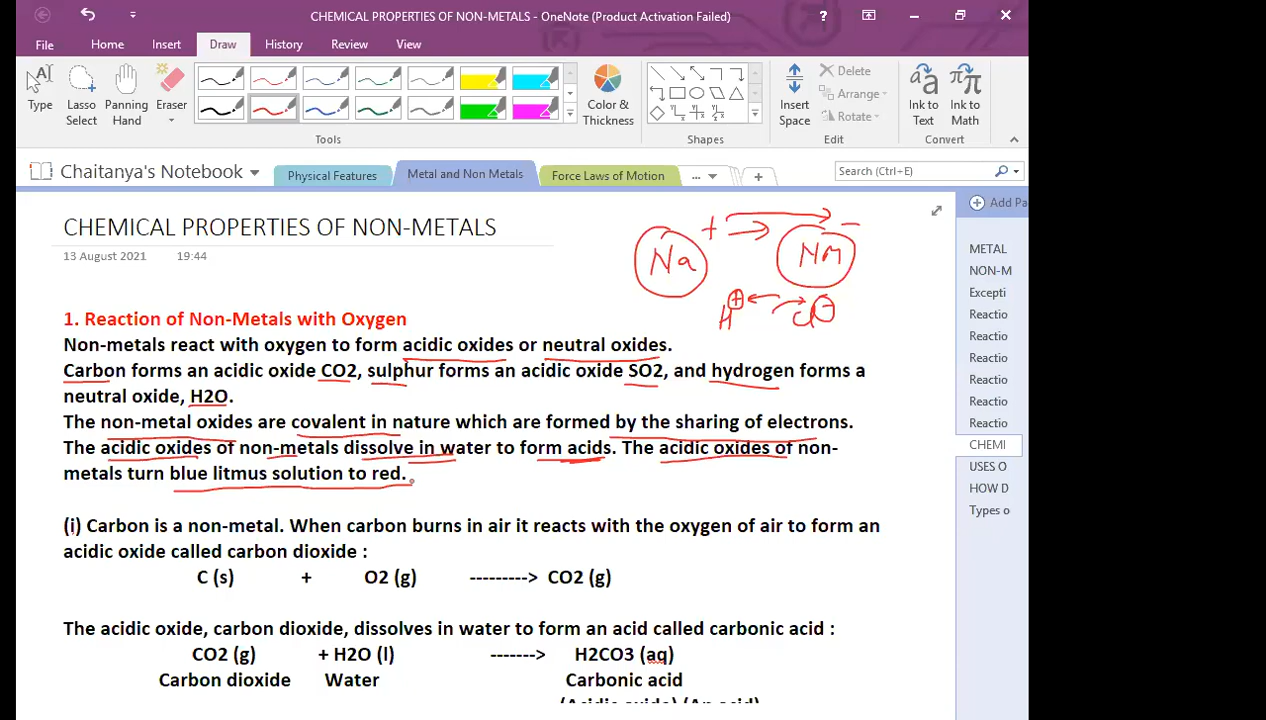 CHEMICAL PROPERTIES OF NON-METALS - OneNote (Product Activation Failed)
?
File Home Insert Draw History Review View
Type Lasso Select Panning Hand Eraser
Color & Thickness
Insert Space
Delete
Arrange
Rotate
Ink to Text Ink to Math
Tools Shapes Edit Convert
Chaitanya's Notebook Physical Features Metal and Non Metals Force Laws of Motion ... + Search (Ctrl+E)
Add Pa
CHEMICAL PROPERTIES OF NON-METALS
13 August 2021 19:44
Na + NM -
H + Cl -
1. Reaction of Non-Metals with Oxygen
Non-metals react with oxygen to form acidic oxides or neutral oxides.
Carbon forms an acidic oxide CO2, sulphur forms an acidic oxide SO2, and hydrogen forms a
neutral oxide, H2O.
The non-metal oxides are covalent in nature which are formed by the sharing of electrons.
The acidic oxides of non-metals dissolve in water to form acids. The acidic oxides of non-
metals turn blue litmus solution to red.
(i) Carbon is a non-metal. When carbon burns in air it reacts with the oxygen of air to form an
acidic oxide called carbon dioxide :
C (s) + O2 (g) ---------> CO2 (g)
The acidic oxide, carbon dioxide, dissolves in water to form an acid called carbonic acid :
CO2 (g) + H2O (l) -------> H2CO3 (aq)
Carbon dioxide Water Carbonic acid
(Acidic oxide) (An acid)
METAL
NON-M
Excepti
Reactio
Reactio
Reactio
Reactio
Reactio
Reactio
CHEMI
USES O
HOW D
Types o